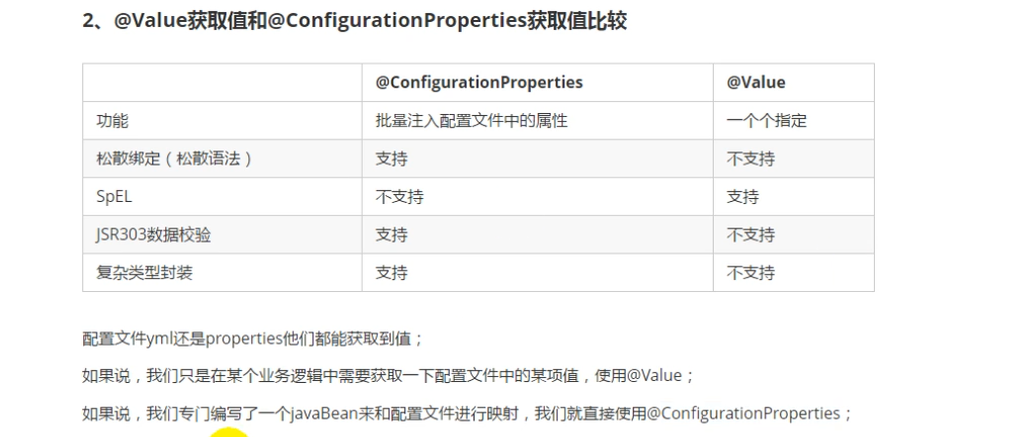 2、@Value获取值和@ConfigurationProperties获取值比较
@ConfigurationProperties @Value
功能 批量注入配置文件中的属性 一个个指定
松散绑定（松散语法） 支持 不支持
SpEL 不支持 支持
JSR303数据校验 支持 不支持
复杂类型封装 支持 不支持
配置文件yml还是properties他们都能获取到值；
如果说，我们只是在某个业务逻辑中需要获取一下配置文件中的某项值，使用@Value；
如果说，我们专门编写了一个javaBean来和配置文件进行映射，我们就直接使用@ConfigurationProperties；